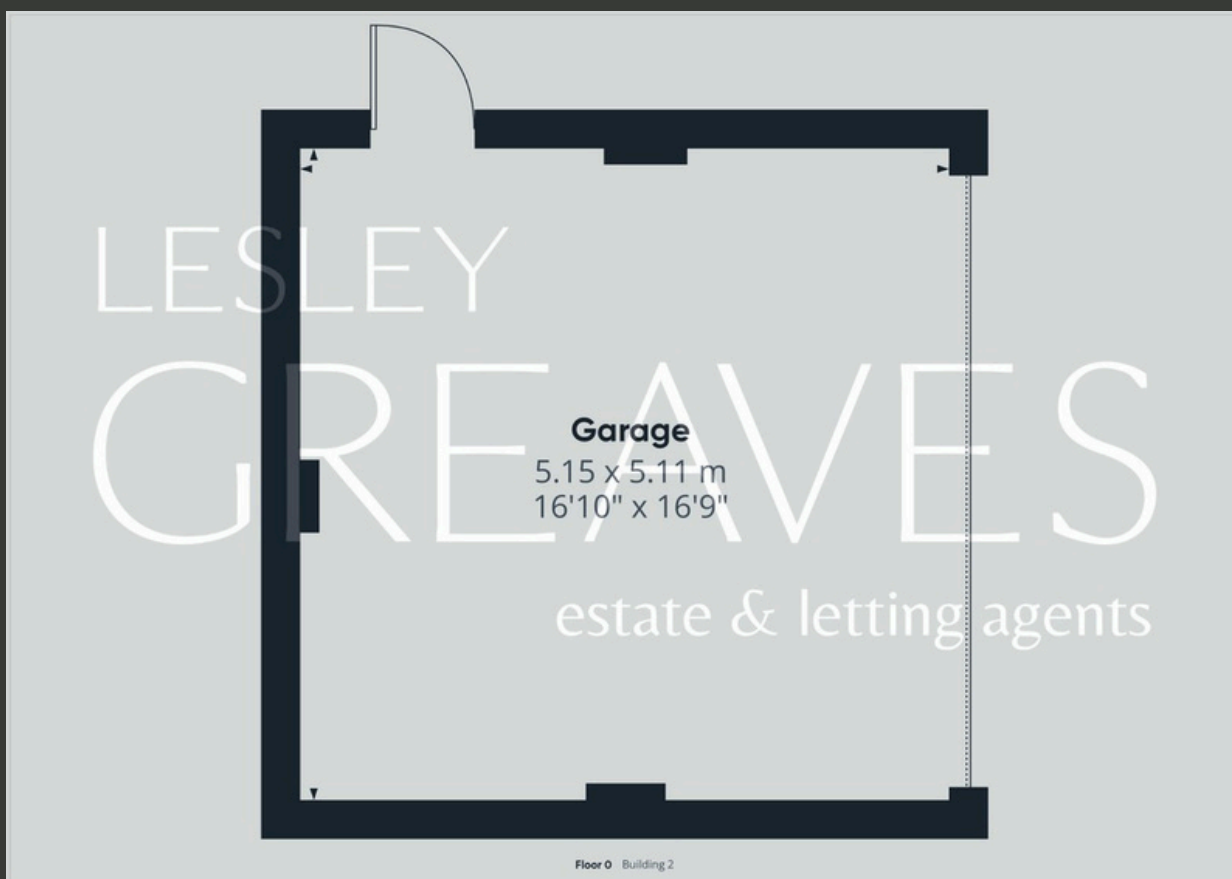 LESLEY
GREAVES
Garage
5.15 x 5.11 m
16'10" x 16'9"
estate & letting agents
Floor 0 Building 2